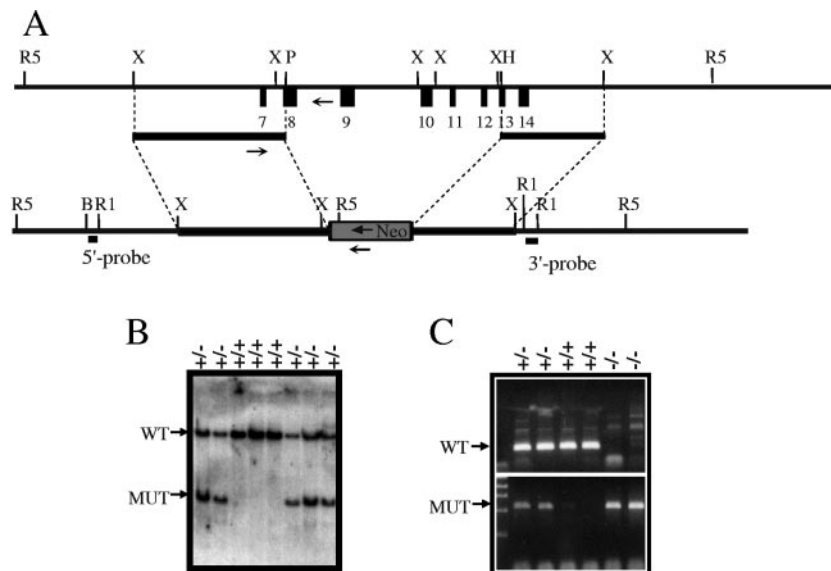 A
R5 X X P X X X H X R5
7 8 9 10 11 12 13 14
R5 B R1 X X R5 X R1 R1 R5
Neo
5'-probe 3'-probe
B
+/- +/- +/+ +/+ +/+ +/- +/- +/-
WT
MUT
C
+/- +/- +/+ +/+ -/- -/-
WT
MUT